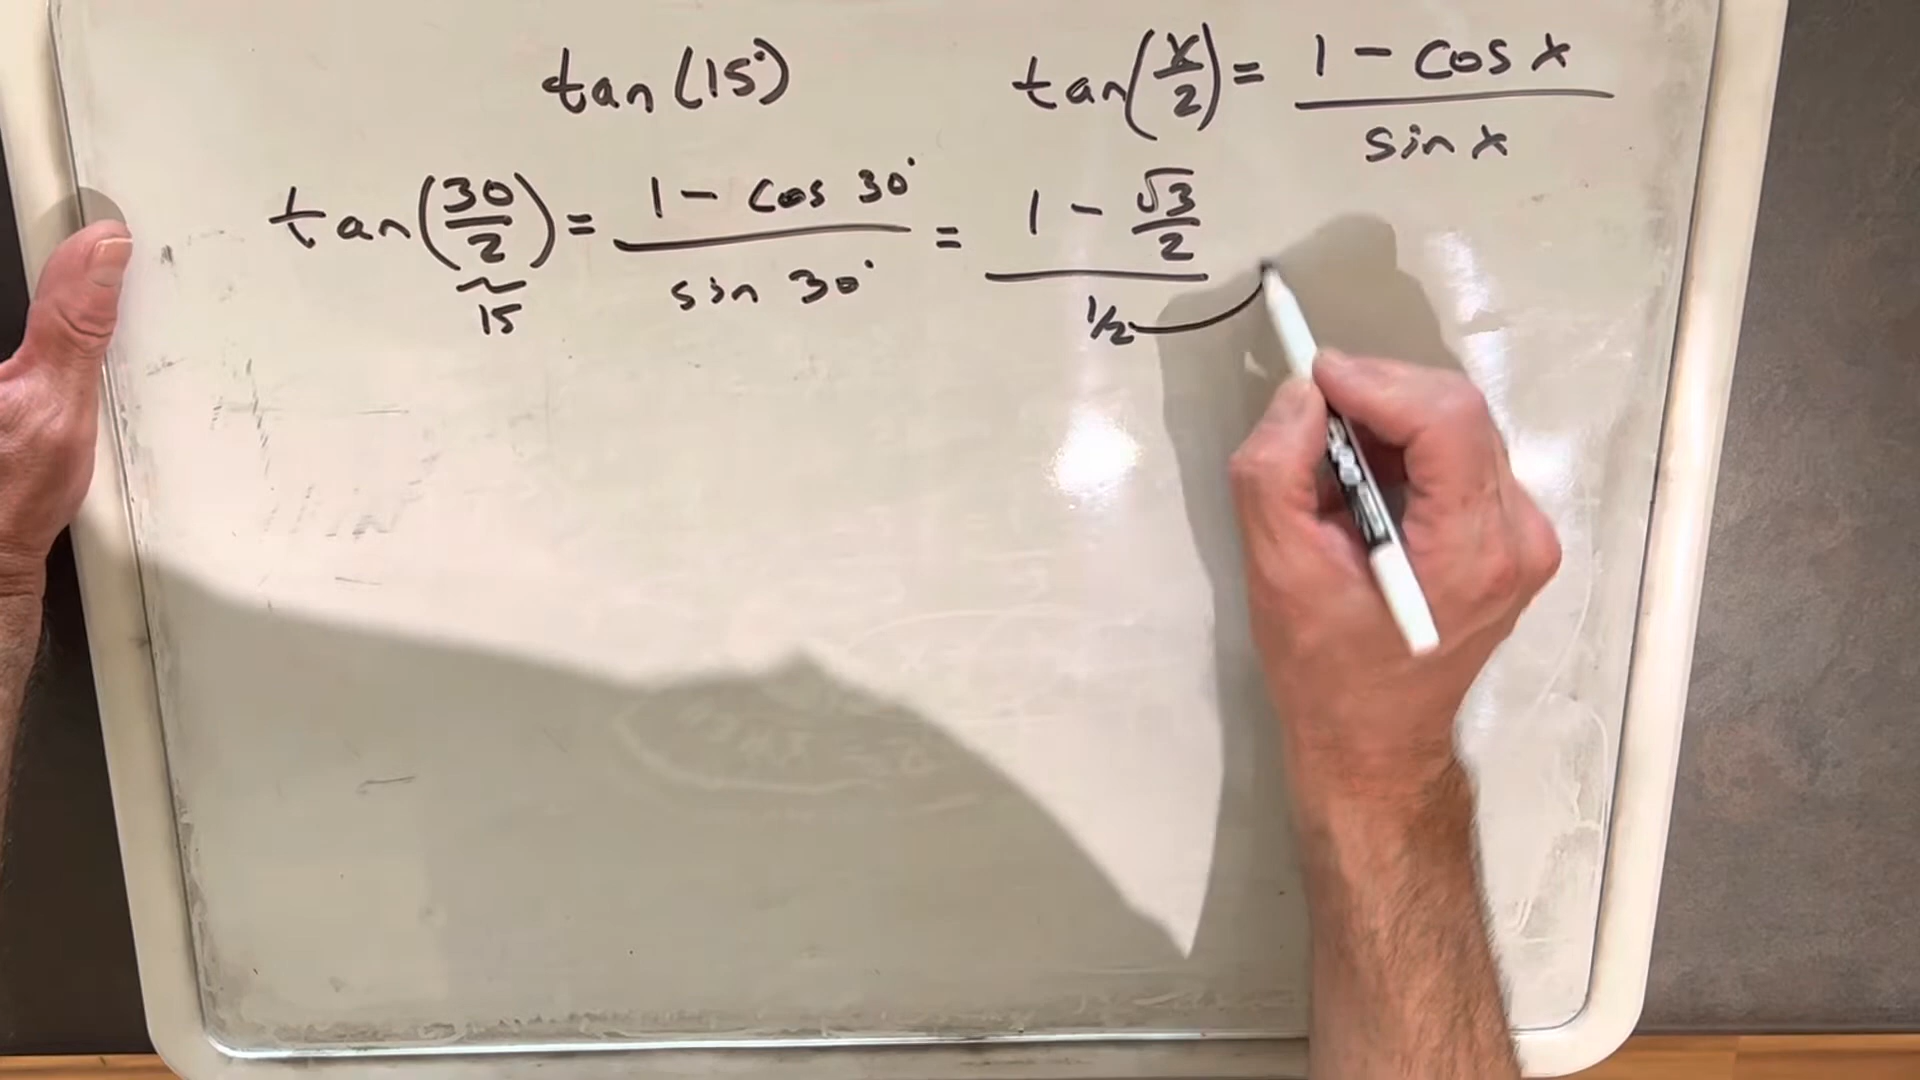 tan(15°)
tan(x/2) = 1 - cos x / sin x
tan(30/2) = 1 - cos 30° / sin 30° = 1 - √3/2 / 1/2
15